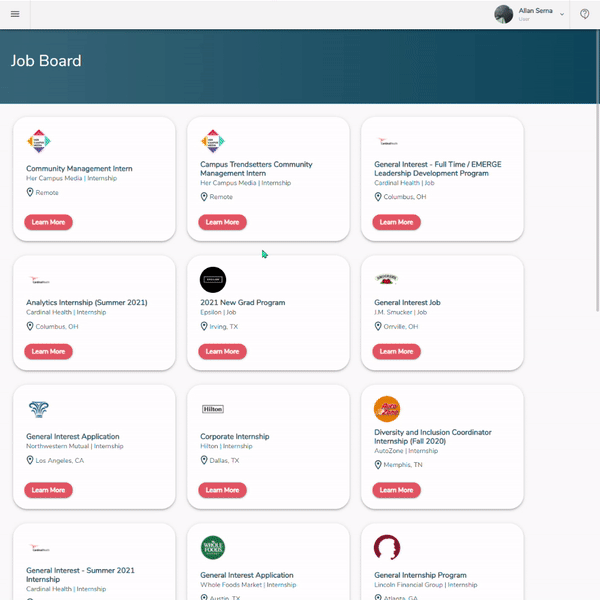 Allan Serna
User
Job Board
Community Management Intern
Her Campus Media | Internship
Remote
Learn More
Campus Trendsetters Community
Management Intern
Her Campus Media | Internship
Remote
Learn More
General Interest - Full Time / EMERGE
Leadership Development Program
Cardinal Health | Job
Columbus, OH
Learn More
Analytics Internship (Summer 2021)
Cardinal Health | Internship
Columbus, OH
Learn More
2021 New Grad Program
Epsilon | Job
Irving, TX
Learn More
General Interest Job
J.M. Smucker | Job
Orrville, OH
Learn More
General Interest Application
Northwestern Mutual | Internship
Los Angeles, CA
Learn More
Hilton
Corporate Internship
Hilton | Internship
Dallas, TX
Learn More
Auto
Zone
Diversity and Inclusion Coordinator
Internship (Fall 2020)
AutoZone | Internship
Memphis, TN
Learn More
General Interest - Summer 2021
Internship
Cardinal Health | Internship
WHOLE
FOODS
General Interest Application
Whole Foods Market | Internship
Austin, TX
General Internship Program
Lincoln Financial Group | Internship
Atlanta, GA